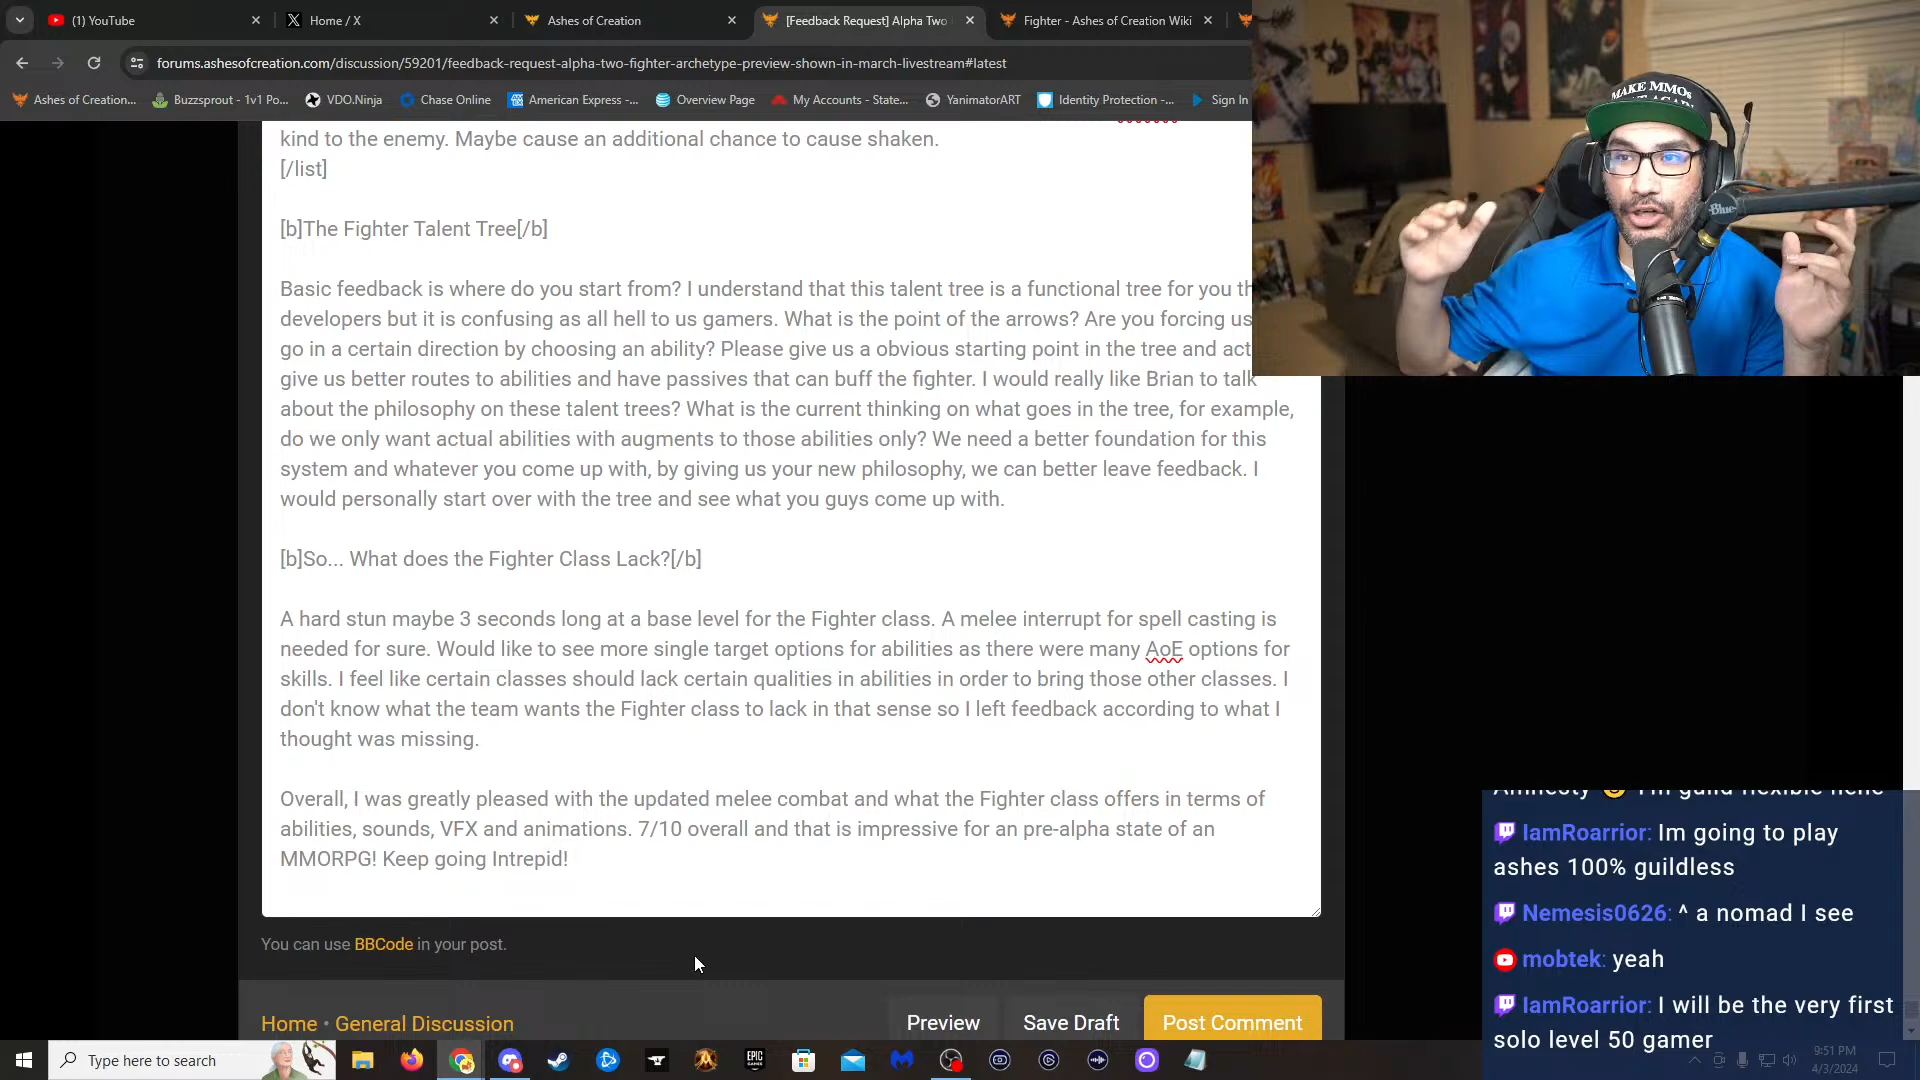 (1) YouTube
Home / X
Ashes of Creation
[Feedback Request] Alpha Two
Fighter - Ashes of Creation Wiki
forums.ashesofcreation.com/discussion/59201/feedback-request-alpha-two-fighter-archetype-preview-shown-in-march-livestream#latest
Ashes of Creation...
Buzzsprout - 1v1 Po...
VDO.Ninja
Chase Online
American Express -...
Overview Page
My Accounts - State...
YanimatorART
Identity Protection -...
Sign In
MAKE MMOs
AGAIN
Blue
kind to the enemy. Maybe cause an additional chance to cause shaken.
[/list]
[b]The Fighter Talent Tree[/b]
Basic feedback is where do you start from? I understand that this talent tree is a functional tree for you th
developers but it is confusing as all hell to us gamers. What is the point of the arrows? Are you forcing us
go in a certain direction by choosing an ability? Please give us a obvious starting point in the tree and act
give us better routes to abilities and have passives that can buff the fighter. I would really like Brian to talk
about the philosophy on these talent trees? What is the current thinking on what goes in the tree, for example,
do we only want actual abilities with augments to those abilities only? We need a better foundation for this
system and whatever you come up with, by giving us your new philosophy, we can better leave feedback. I
would personally start over with the tree and see what you guys come up with.
[b]So... What does the Fighter Class Lack?[/b]
A hard stun maybe 3 seconds long at a base level for the Fighter class. A melee interrupt for spell casting is
needed for sure. Would like to see more single target options for abilities as there were many AoE options for
skills. I feel like certain classes should lack certain qualities in abilities in order to bring those other classes. I
don't know what the team wants the Fighter class to lack in that sense so I left feedback according to what I
thought was missing.
Overall, I was greatly pleased with the updated melee combat and what the Fighter class offers in terms of
abilities, sounds, VFX and animations. 7/10 overall and that is impressive for an pre-alpha state of an
MMORPG! Keep going Intrepid!
You can use BBCode in your post.
Home • General Discussion
Preview
Save Draft
Post Comment
Amnesty I'm guild flexible hehe
IamRoarrior: Im going to play
ashes 100% guildless
Nemesis0626: ^ a nomad I see
mobtek: yeah
IamRoarrior: I will be the very first
solo level 50 gamer
Type here to search
EPIC
GAMES
9:51 PM
4/3/2024